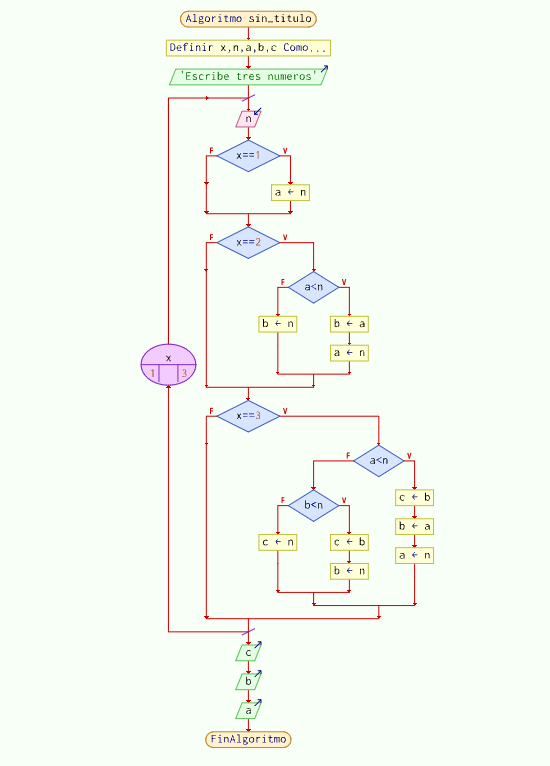 Algoritmo sin_titulo
Definir x,n,a,b,c Como...
'Escribe tres numeros'
n
F x==1 V
a ← n
F x==2 V
F a<n V
b ← n
b ← a
a ← n
x
1 3
F x==3 V
F a<n V
c ← b
F b<n V
b ← a
c ← n
c ← b
a ← n
b ← n
c
b
a
FinAlgoritmo